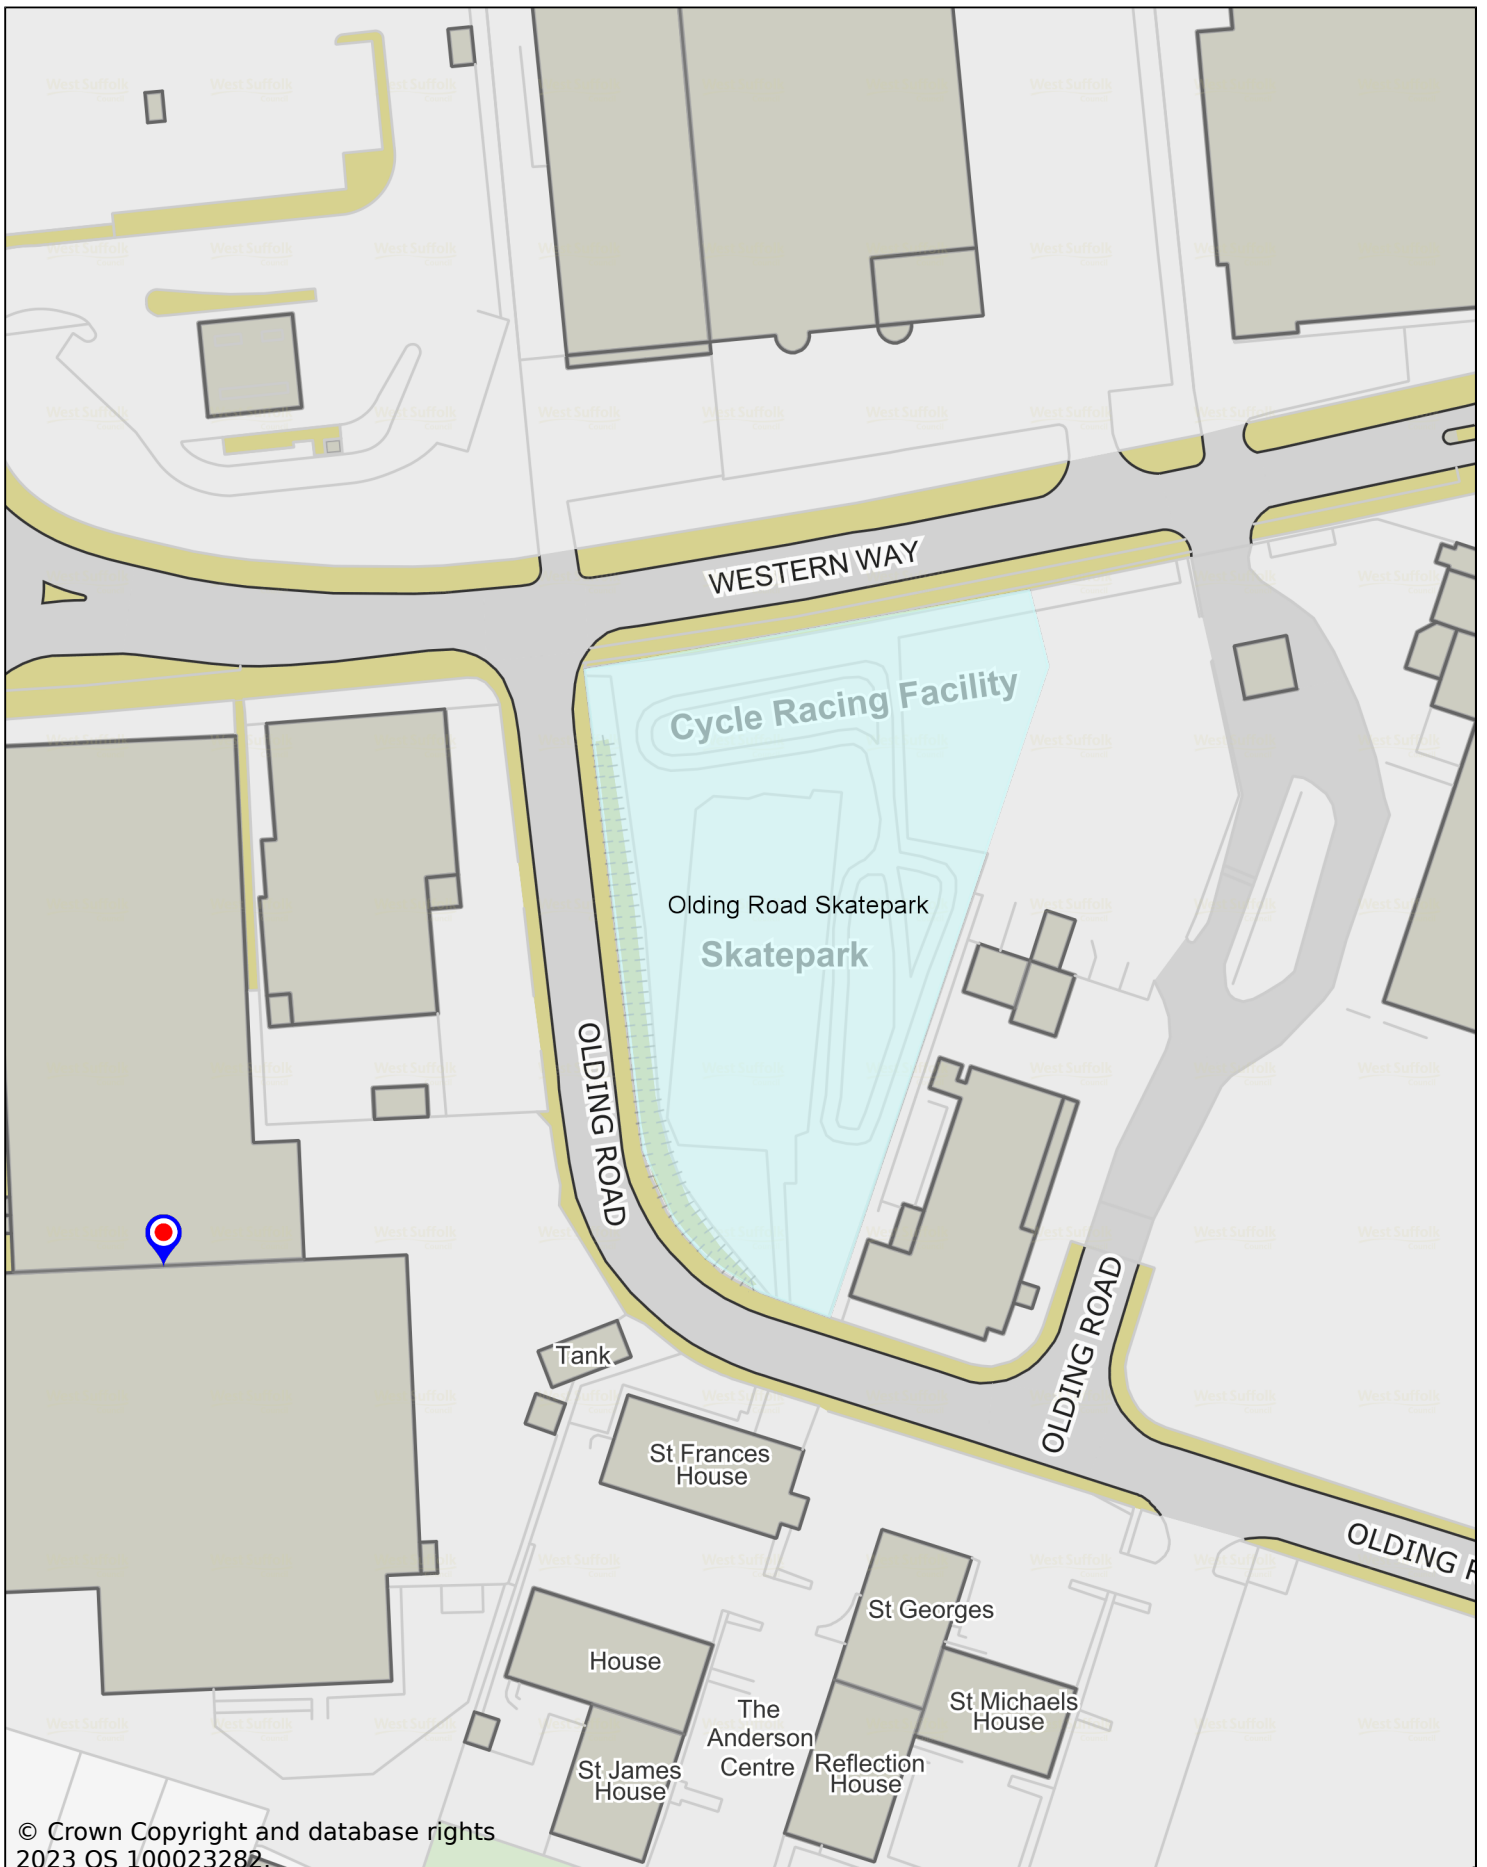 WESTERN WAY
Cycle Racing Facility
Olding Road Skatepark
Skatepark
OLDING ROAD
OLDING ROAD
Tank
St Frances
House
OLDING R
St Georges
House
St Michaels
House
The
Anderson
Centre
Reflection
House
St James
House
© Crown Copyright and database rights
2023 OS 100023282.
West Suffolk